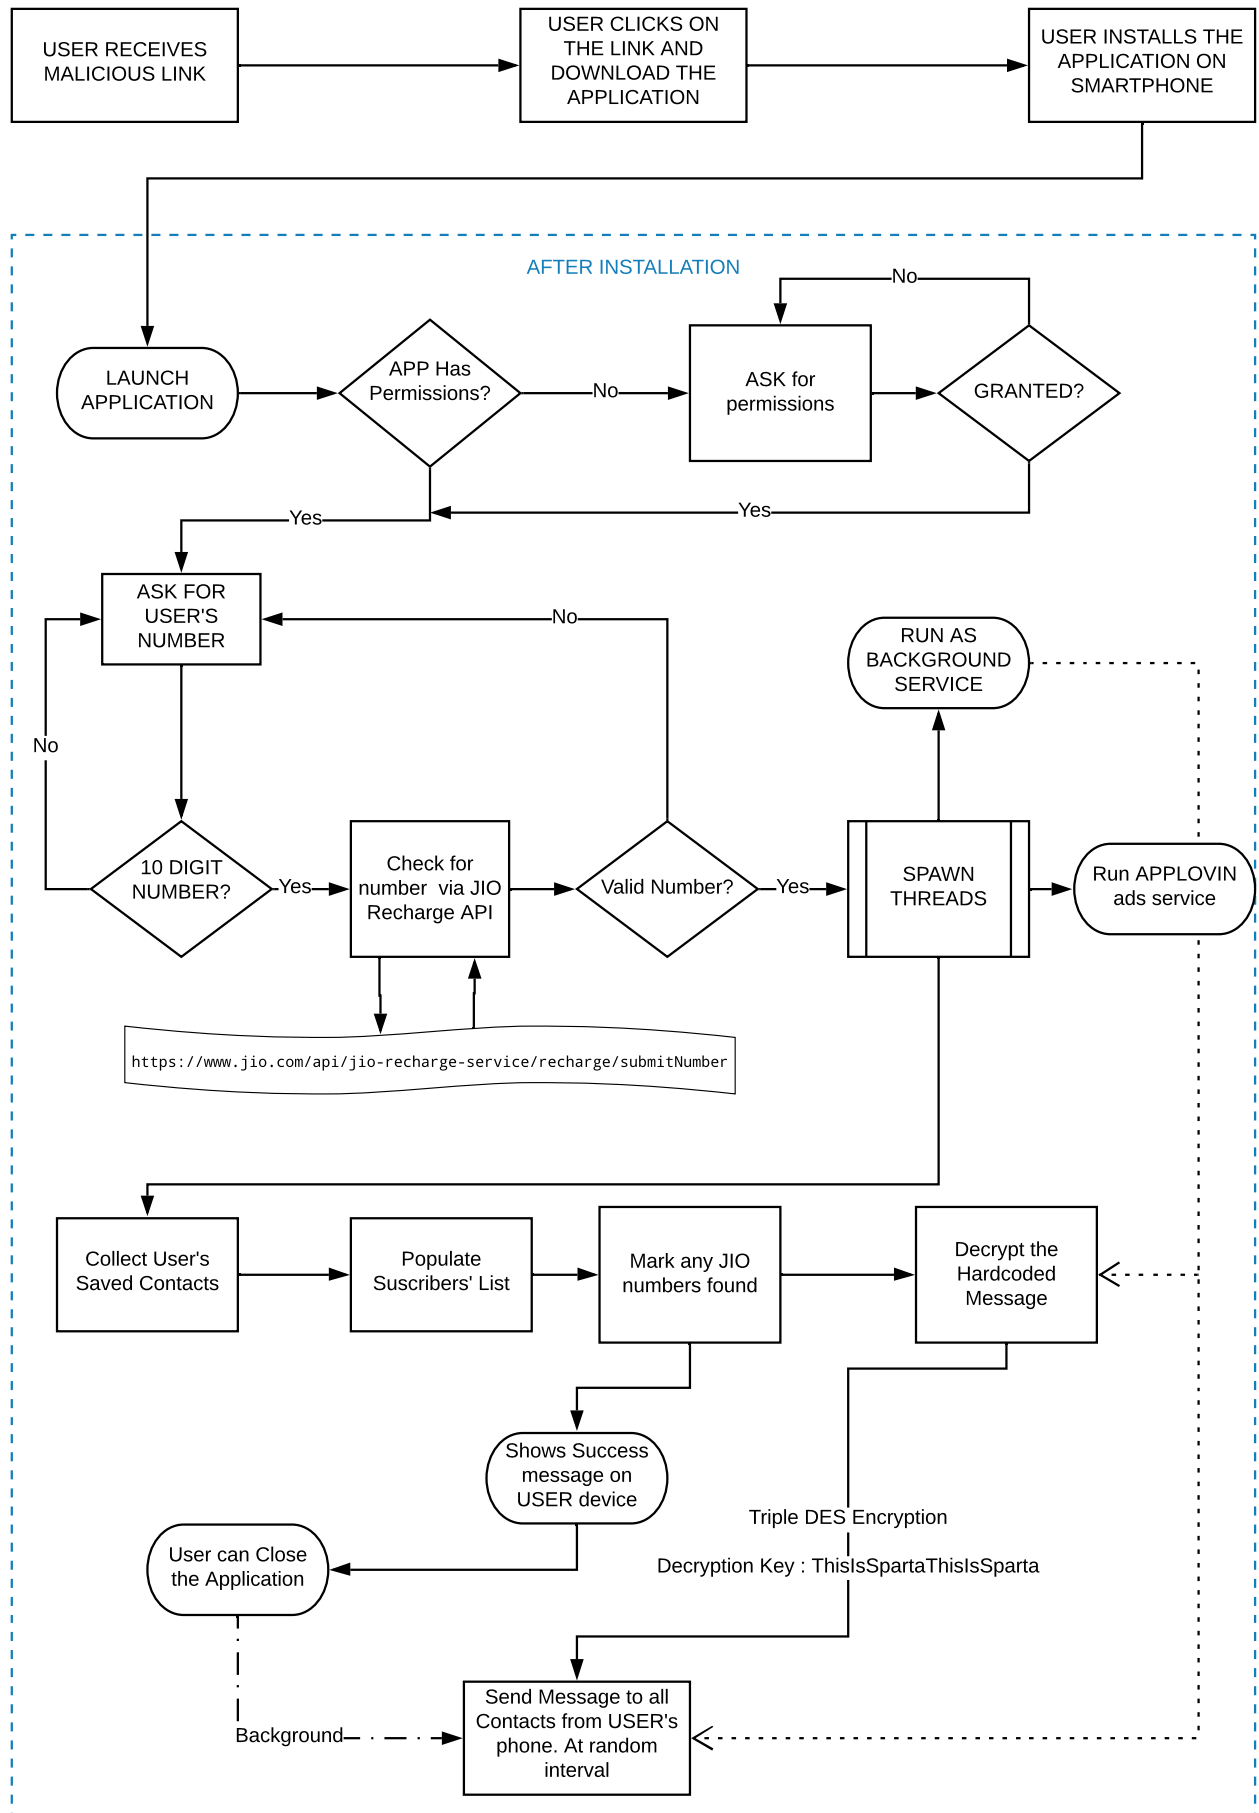 USER RECEIVES
MALICIOUS LINK
USER CLICKS ON
THE LINK AND
DOWNLOAD THE
APPLICATION
USER INSTALLS THE
APPLICATION ON
SMARTPHONE
AFTER INSTALLATION
LAUNCH
APPLICATION
APP Has
Permissions?
No
ASK for
permissions
No
GRANTED?
Yes
Yes
ASK FOR
USER'S
NUMBER
No
No
10 DIGIT
NUMBER?
Yes
Check for
number via JIO
Recharge API
Valid Number?
Yes
SPAWN
THREADS
RUN AS
BACKGROUND
SERVICE
Run APPLOVIN
ads service
https://www.jio.com/api/jio-recharge-service/recharge/submitNumber
Collect User's
Saved Contacts
Populate
Suscribers' List
Mark any JIO
numbers found
Decrypt the
Hardcoded
Message
Shows Success
message on
USER device
Triple DES Encryption
Decryption Key : ThisIsSpartaThisIsSparta
User can Close
the Application
Background
Send Message to all
Contacts from USER's
phone. At random
interval